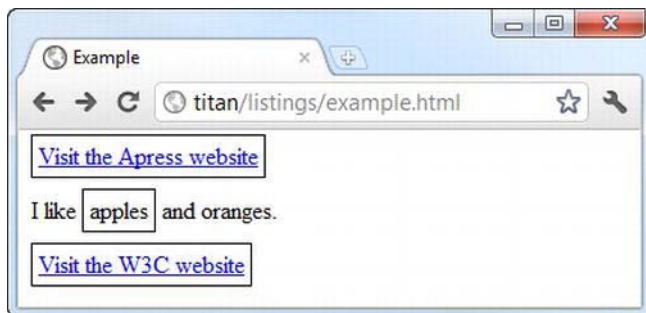 Example
titan/listings/example.html
Visit the Apress website
I like apples and oranges.
Visit the W3C website